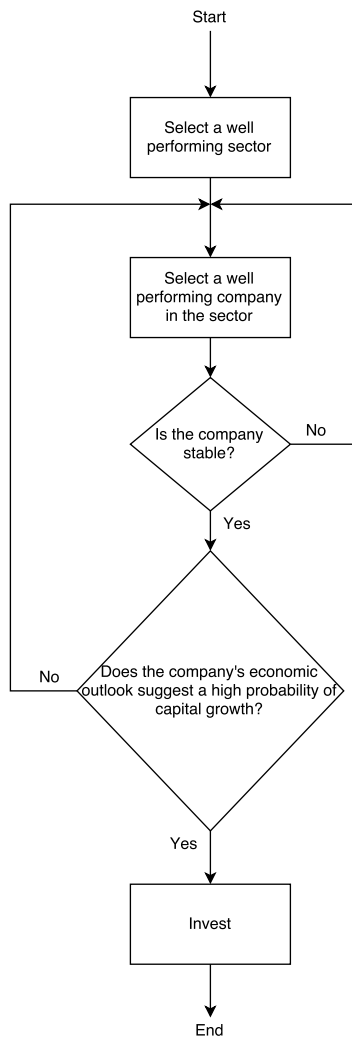 Start
Select a well
performing sector
Select a well
performing company
in the sector
Is the company
stable?
No
Yes
Does the company's economic
outlook suggest a high probability of
capital growth?
No
Yes
Invest
End